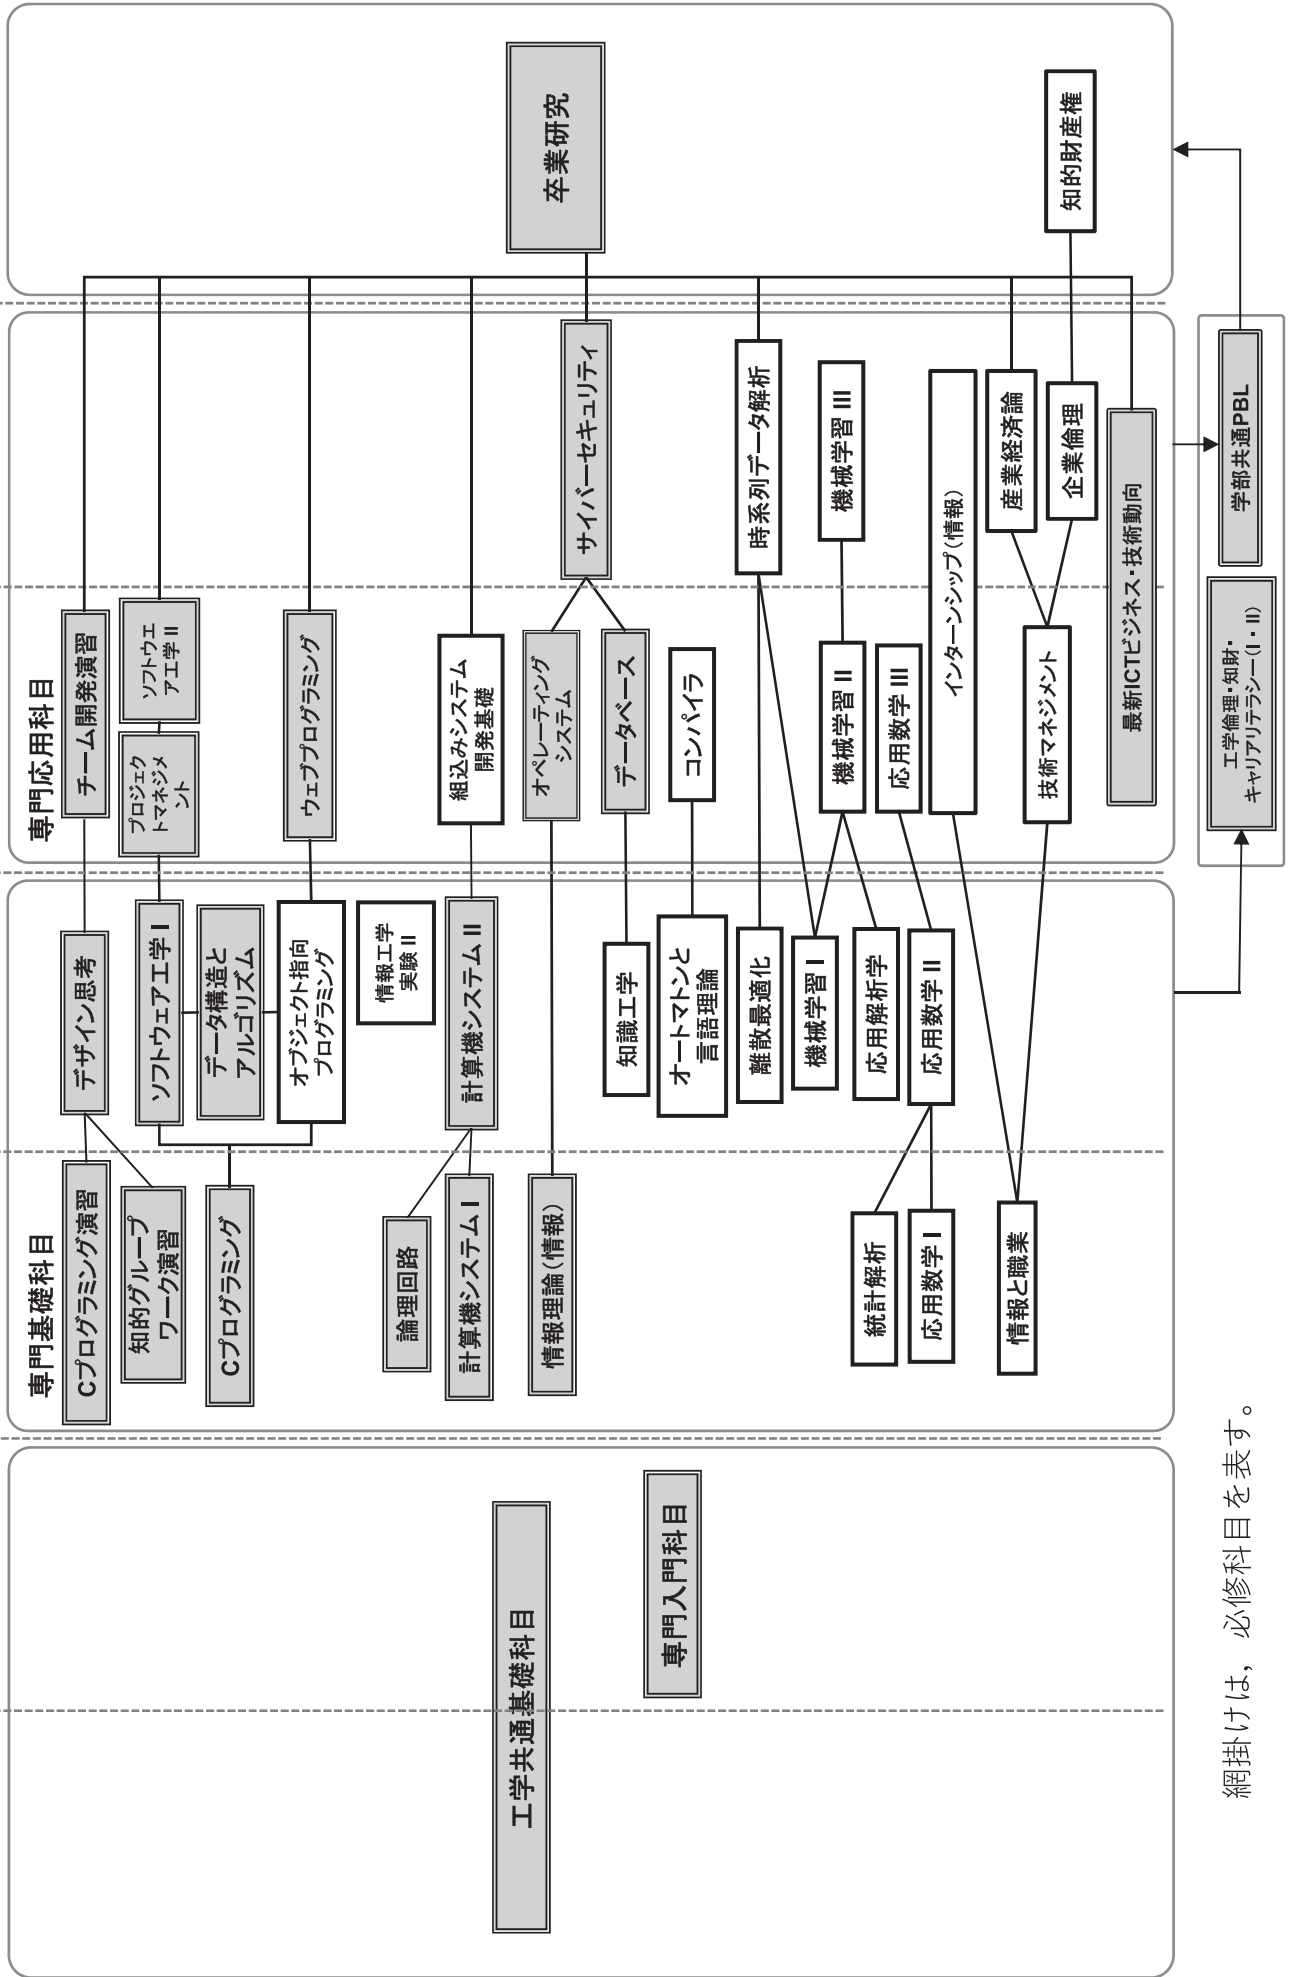 工学共通基礎科目
専門入門科目
専門基礎科目
Cプログラミング演習
知的グループ
ワーク演習
Cプログラミング
論理回路
計算機システム I
情報理論（情報）
統計解析
応用数学 I
情報と職業
デザイン思考
ソフトウェア工学 I
データ構造と
アルゴリズム
オブジェクト指向
プログラミング
情報工学
実験 II
計算機システム II
知識工学
オートマトンと
言語理論
離散最適化
機械学習 I
応用解析学
応用数学 II
専門応用科目
チーム開発演習
プロジェク
トマネジメ
ント
ソフトウエ
ア工学 II
ウェブプログラミング
組込みシステム
開発基礎
オペレーティング
システム
データベース
コンパイラ
機械学習 II
応用数学 III
インターンシップ（情報）
技術マネジメント
最新ICTビジネス・技術動向
サイバーセキュリティ
時系列データ解析
機械学習 III
産業経済論
企業倫理
卒業研究
知的財産権
工学倫理・知財・
キャリアリテラシー(I・II)
学部共通PBL
網掛けは，必修科目を表す。